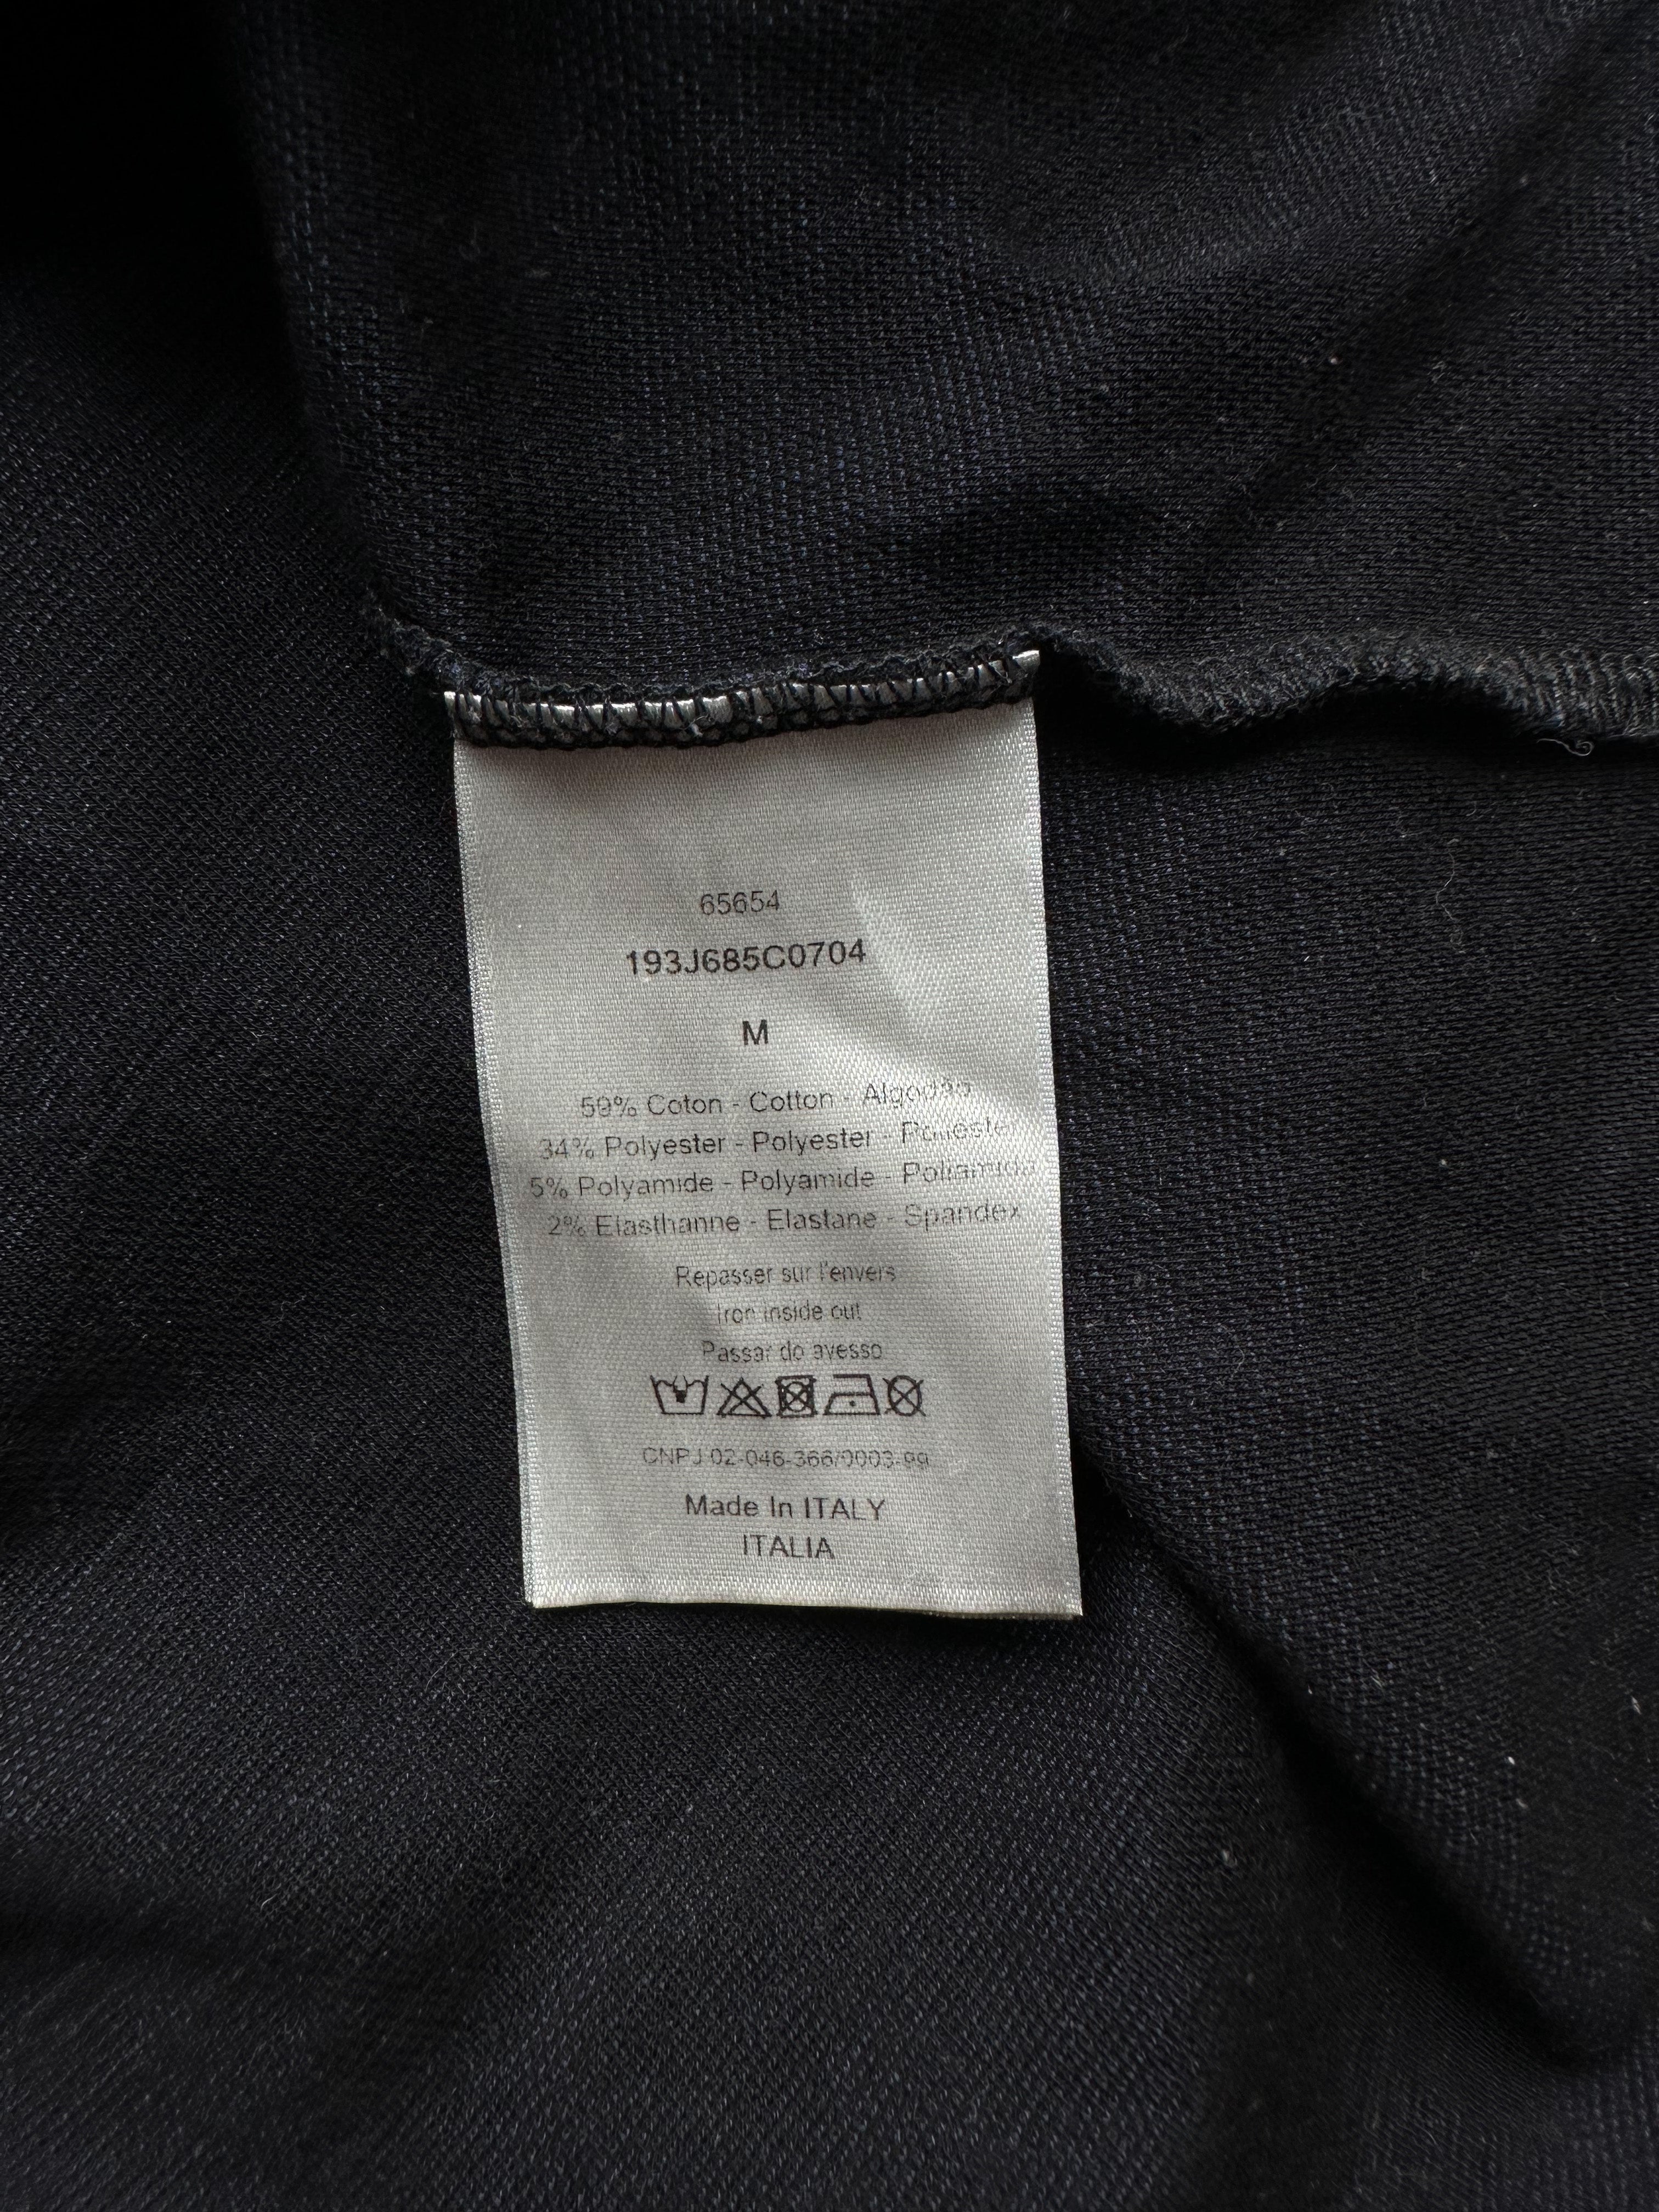 65654
193J685C0704
M
59% Coton - Cotton - Algodão
34% Polyester - Polyester - Poliester
5% Polyamide - Polyamide - Poliamida
2% Elasthanne - Elastane - Spandex
Repasser sur l'envers
Iron inside out
Passar do avesso
CNPJ 02-046-366/0003-99
Made In ITALY
ITALIA